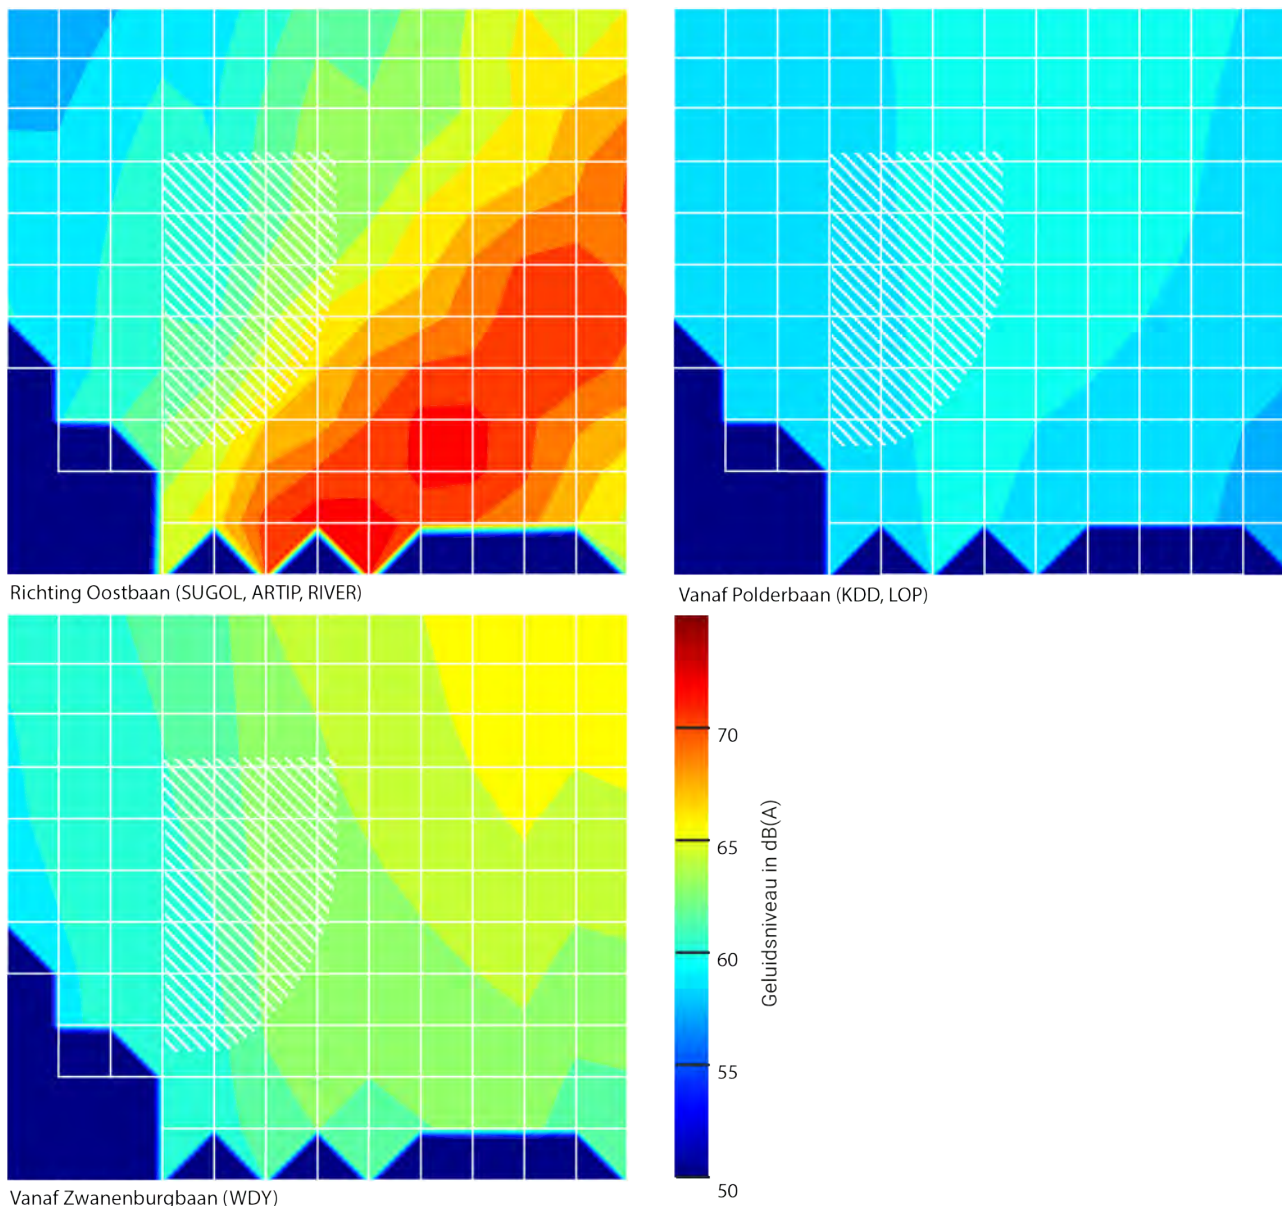 Richting Oostbaan (SUGOL, ARTIP, RIVER)
Vanaf Polderbaan (KDD, LOP)
70
65
60
55
50
Geluidsniveau in dB(A)
Vanaf Zwanenburgbaan (WDY)